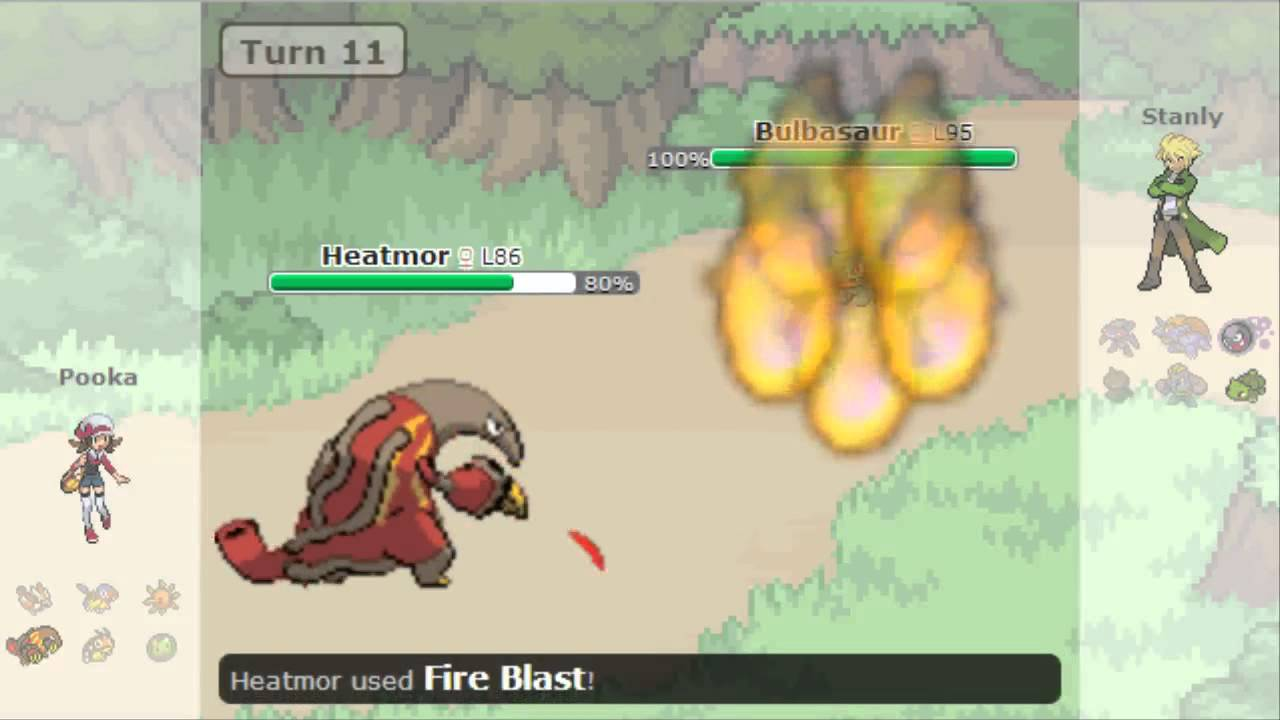 Turn 11
Stanly
Bulbasaur L95
100%
Heatmor ♀ L86
80%
Pooka
Heatmor used Fire Blast!